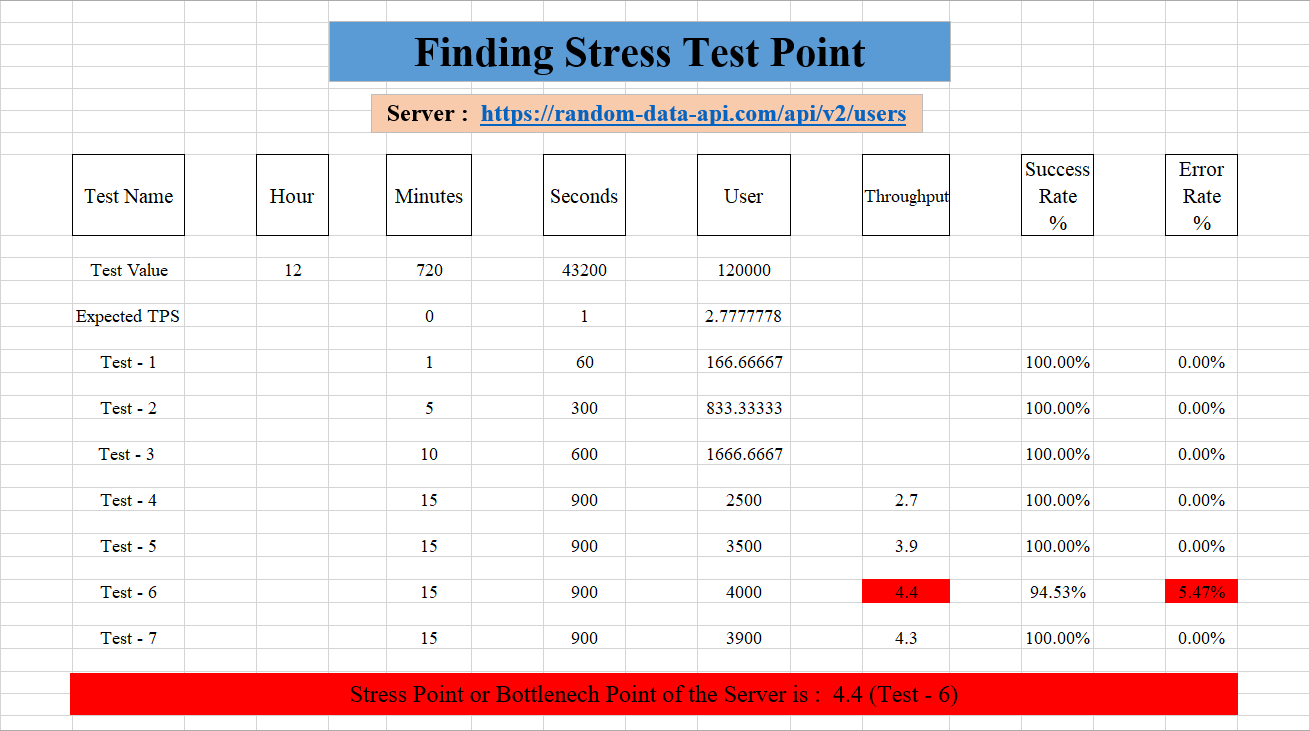 Finding Stress Test Point
Server : https://random-data-api.com/api/v2/users
Test Name Hour Minutes Seconds User Throughput Success Rate % Error Rate %
Test Value 12 720 43200 120000
Expected TPS 0 1 2.7777778
Test - 1 1 60 166.66667 100.00% 0.00%
Test - 2 5 300 833.33333 100.00% 0.00%
Test - 3 10 600 1666.6667 100.00% 0.00%
Test - 4 15 900 2500 2.7 100.00% 0.00%
Test - 5 15 900 3500 3.9 100.00% 0.00%
Test - 6 15 900 4000 4.4 94.53% 5.47%
Test - 7 15 900 3900 4.3 100.00% 0.00%
Stress Point or Bottlenech Point of the Server is : 4.4 (Test - 6)